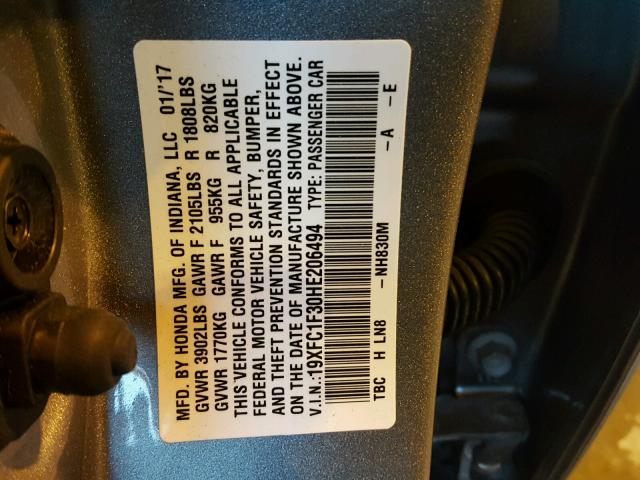 MFD. BY HONDA MFG. OF INDIANA, LLC 01/'17
GVWR 3902LBS GAWR F 2105LBS R 1808LBS
GVWR 1770KG GAWR F 955KG R 820KG
THIS VEHICLE CONFORMS TO ALL APPLICABLE
FEDERAL MOTOR VEHICLE SAFETY, BUMPER,
AND THEFT PREVENTION STANDARDS IN EFFECT
ON THE DATE OF MANUFACTURE SHOWN ABOVE.
V.I.N.:19XFC1F30HE206494 TYPE: PASSENGER CAR
TBC H LN8 -NH830M -A -E